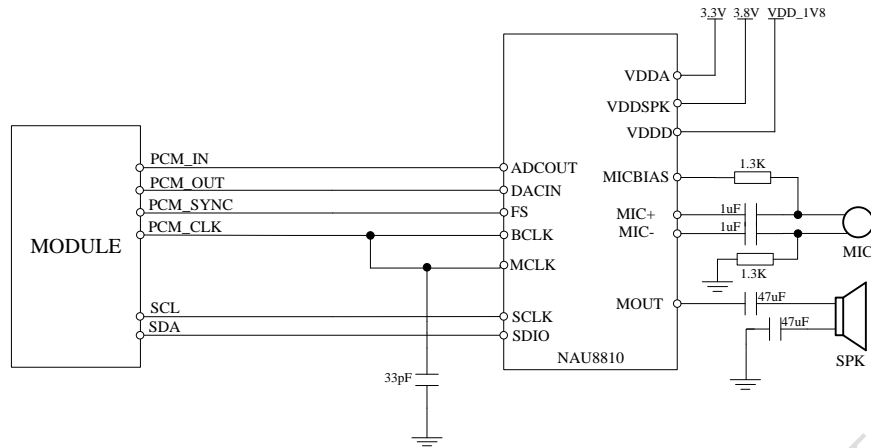 3.3V 3.8V VDD_1V8
VDDA
VDDSPK
VDDD
PCM_IN
ADCOUT
MICBIAS
1.3K
PCM_OUT
DACIN
PCM_SYNC
FS
MIC+
1uF
PCM_CLK
BCLK
MIC-
1uF
MODULE
MIC
MCLK
1.3K
SCL
SCLK
MOUT
47uF
SDA
SDIO
47uF
NAU8810
SPK
33pF